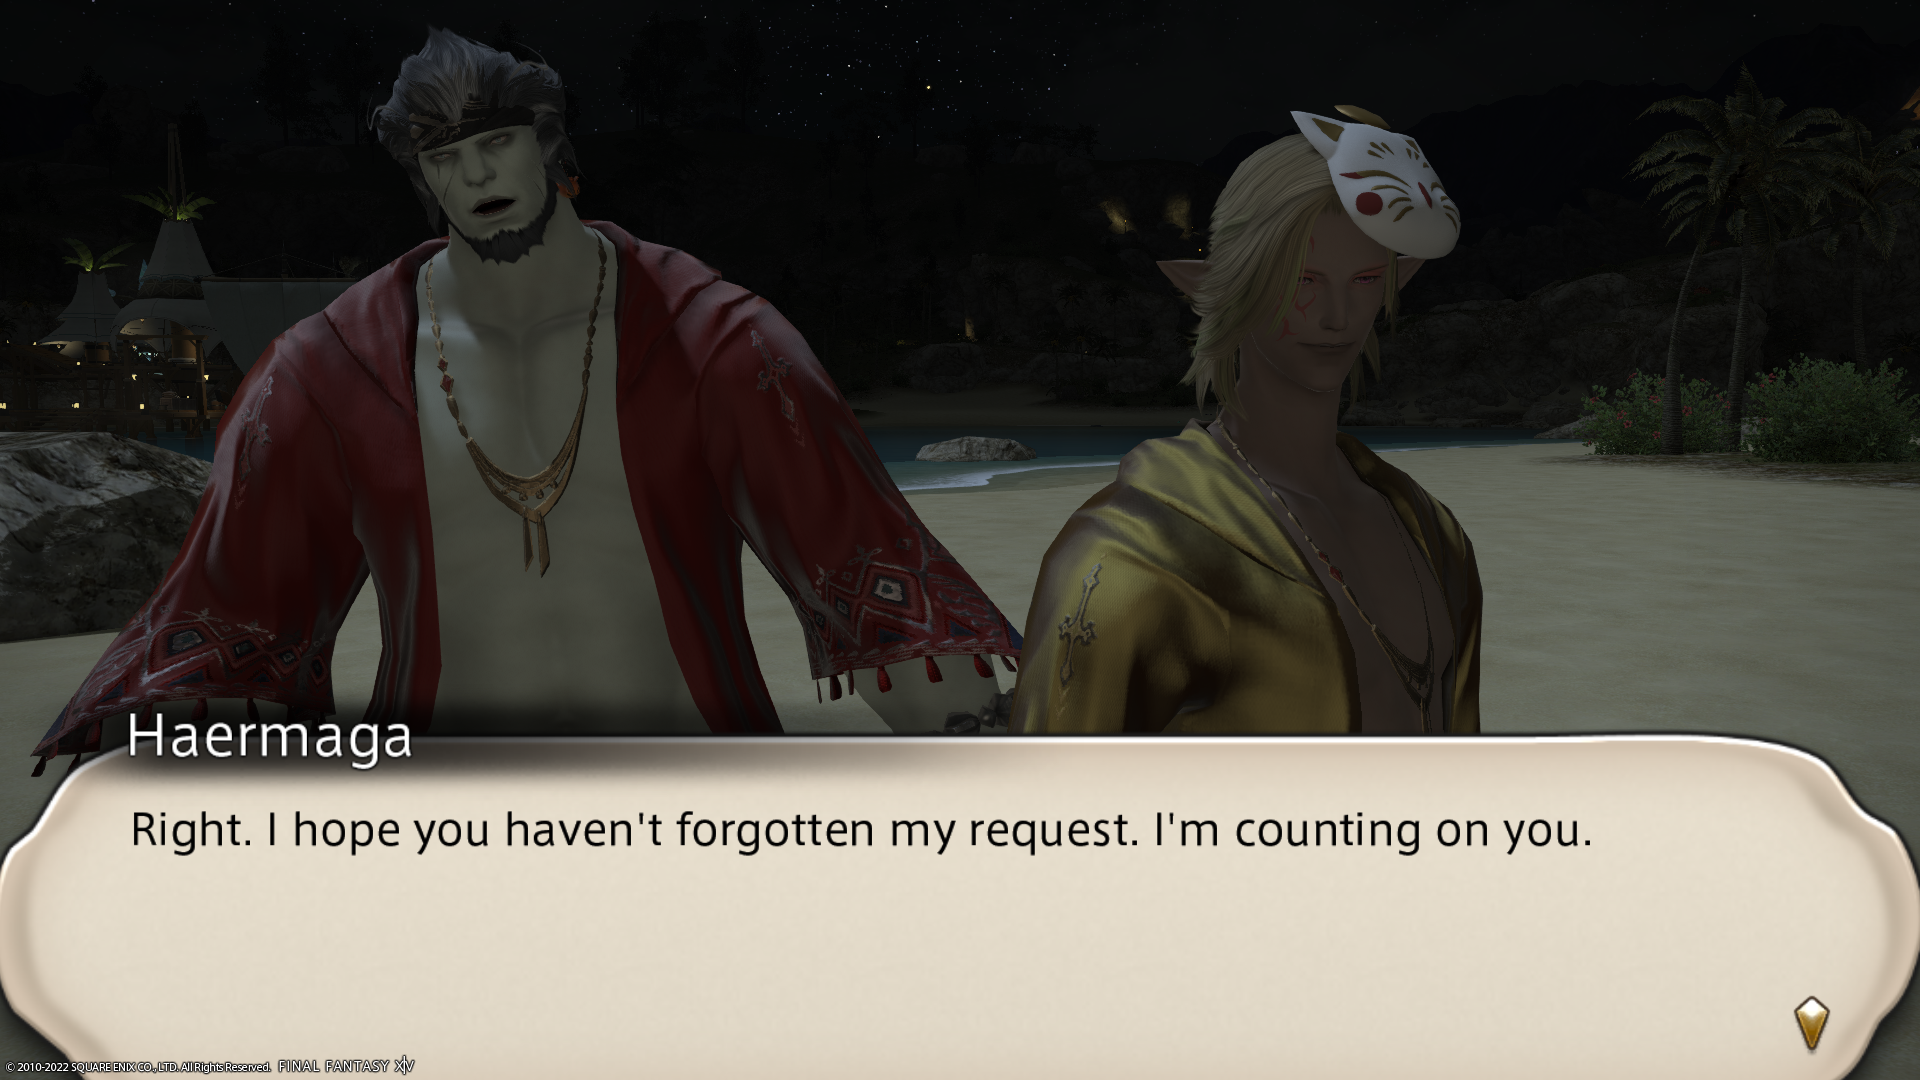 Haermaga
Right. I hope you haven't forgotten my request. I'm counting on you.
© 2010-2022 SQUARE ENIX CO., LTD. All Rights Reserved. FINAL FANTASY XIV